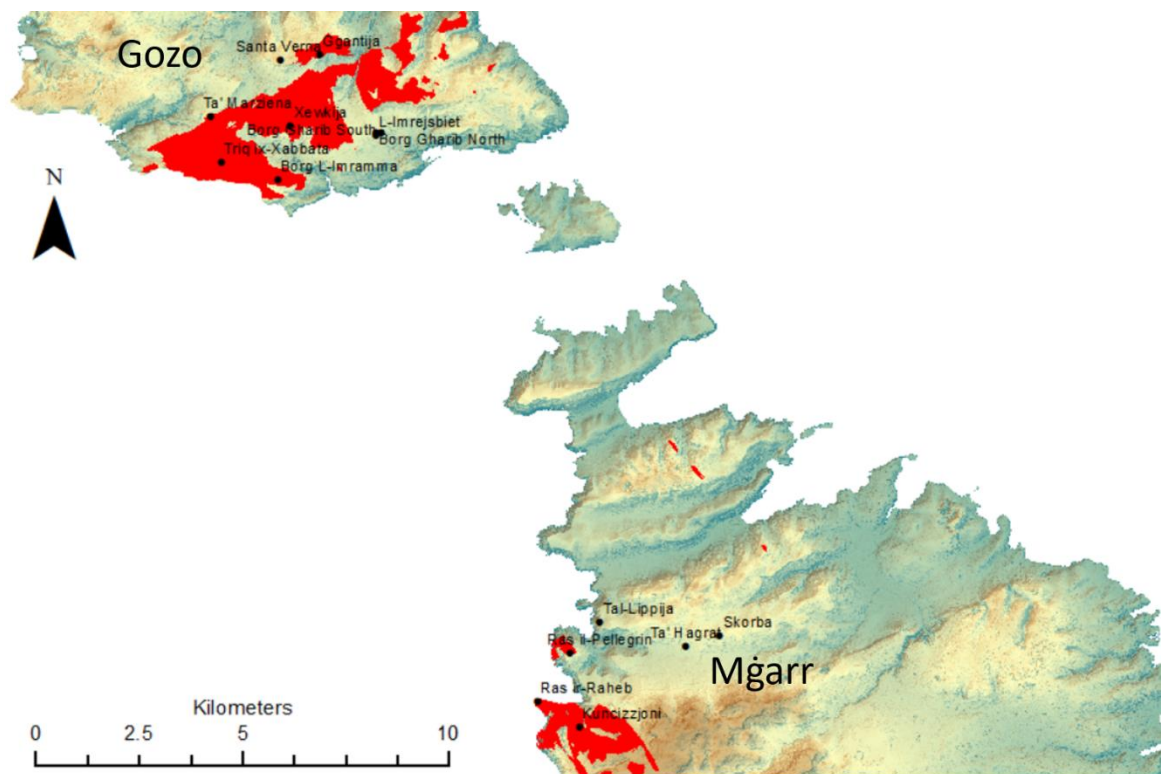 Gozo
Santa Verna
Ggantija
Ta' Marziena
Xewkija
L-Imrejsbiet
Borg Gharib South
Borg Gharib North
Triq ix-Xabbata
Borg L-Imramma
N
Tal-Lippija
Skorba
Ta' Hagrat
Ras il-Pellegrin
Mġarr
Ras ir-Raheb
Kuncizzjoni
Kilometers
0 2.5 5 10